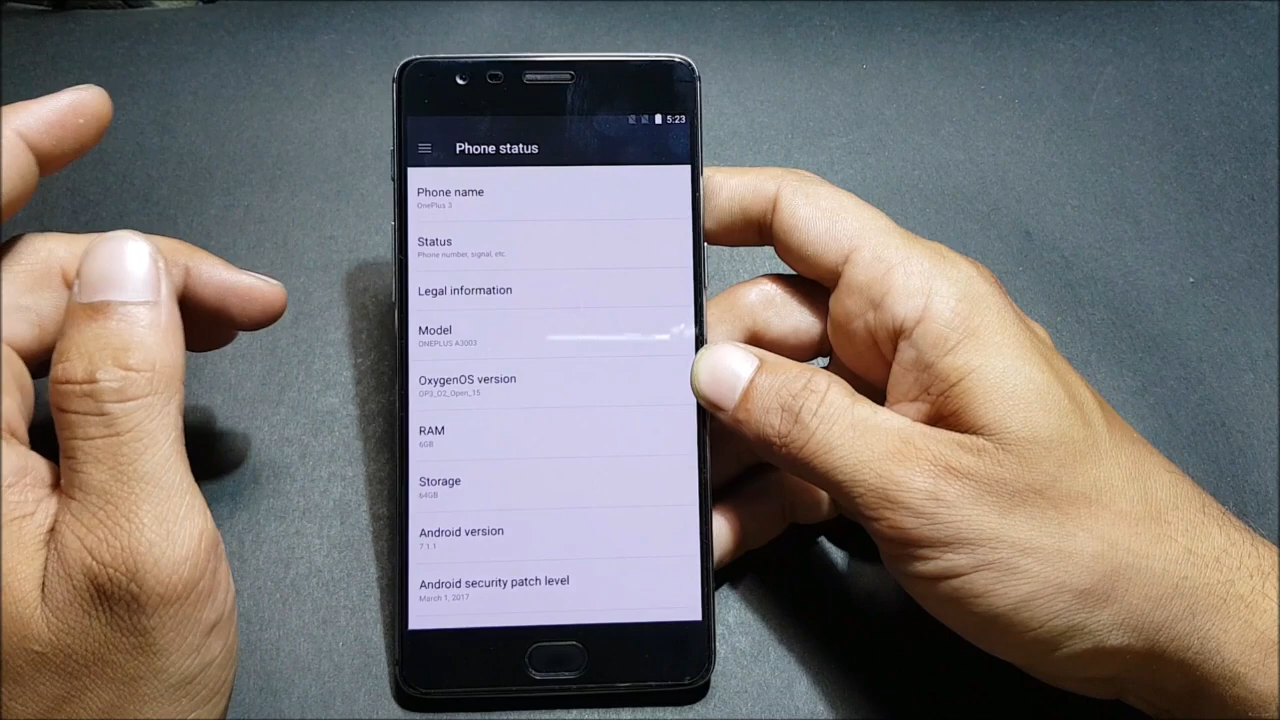 5:23
Phone status
Phone name
OnePlus 3
Status
Phone number, signal, etc.
Legal information
Model
ONEPLUS A3003
OxygenOS version
OP3_O2_Open_15
RAM
6GB
Storage
64GB
Android version
7.1.1
Android security patch level
March 1, 2017